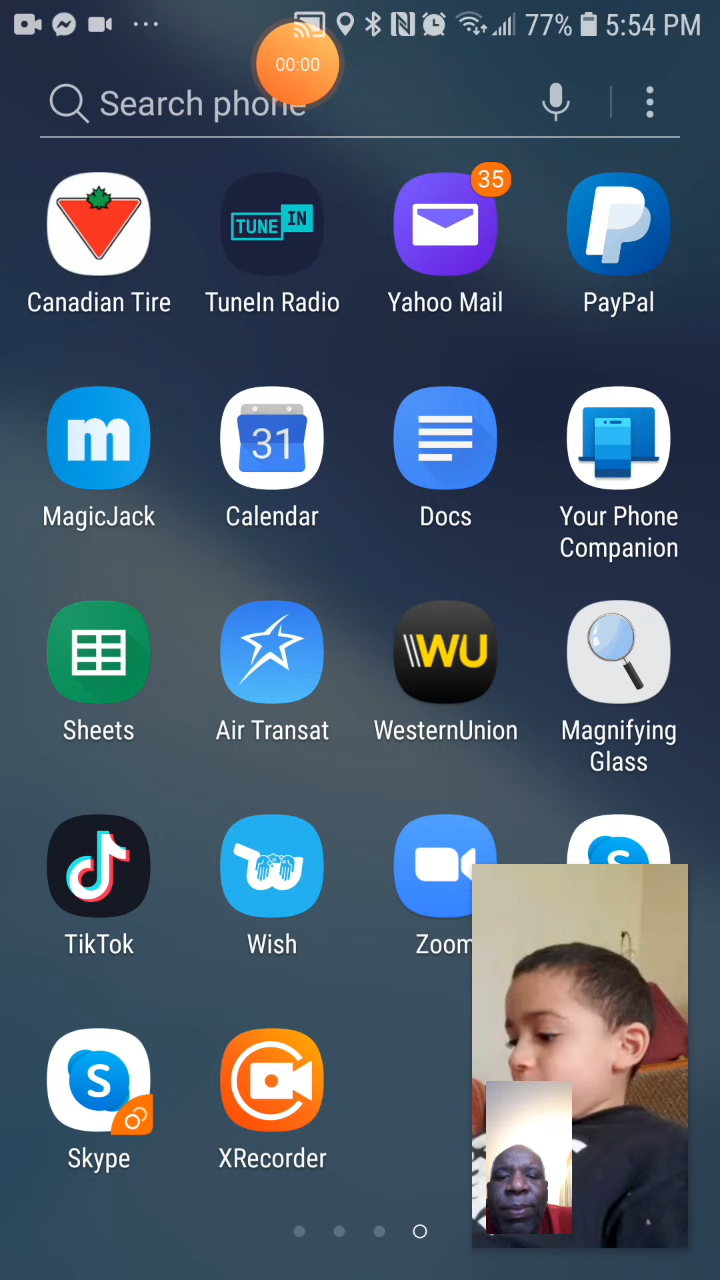 77% 5:54 PM
00:00
Search phone
35
TUNE IN
Canadian Tire TuneIn Radio Yahoo Mail PayPal
m 31
MagicJack Calendar Docs Your Phone
Companion
WU
Sheets Air Transat WesternUnion Magnifying
Glass
S
TikTok Wish Zoom
S
Skype XRecorder